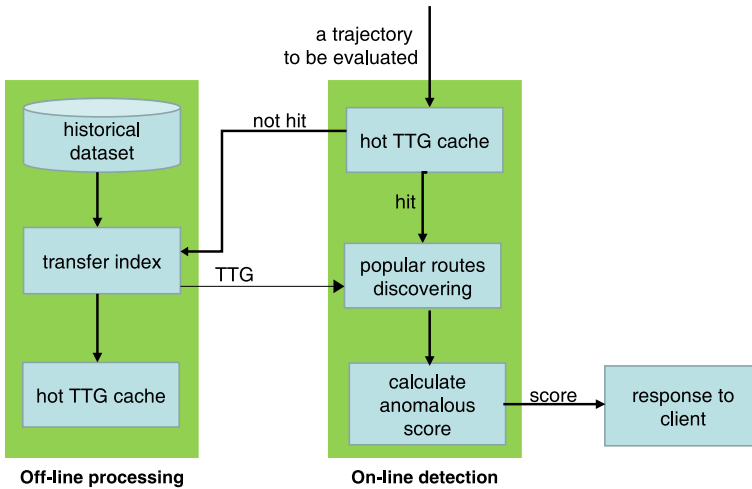 a trajectory
to be evaluated
historical
dataset
not hit
hot TTG cache
hit
transfer index
TTG
popular routes
discovering
hot TTG cache
calculate
anomalous
score
score
response to
client
Off-line processing
On-line detection